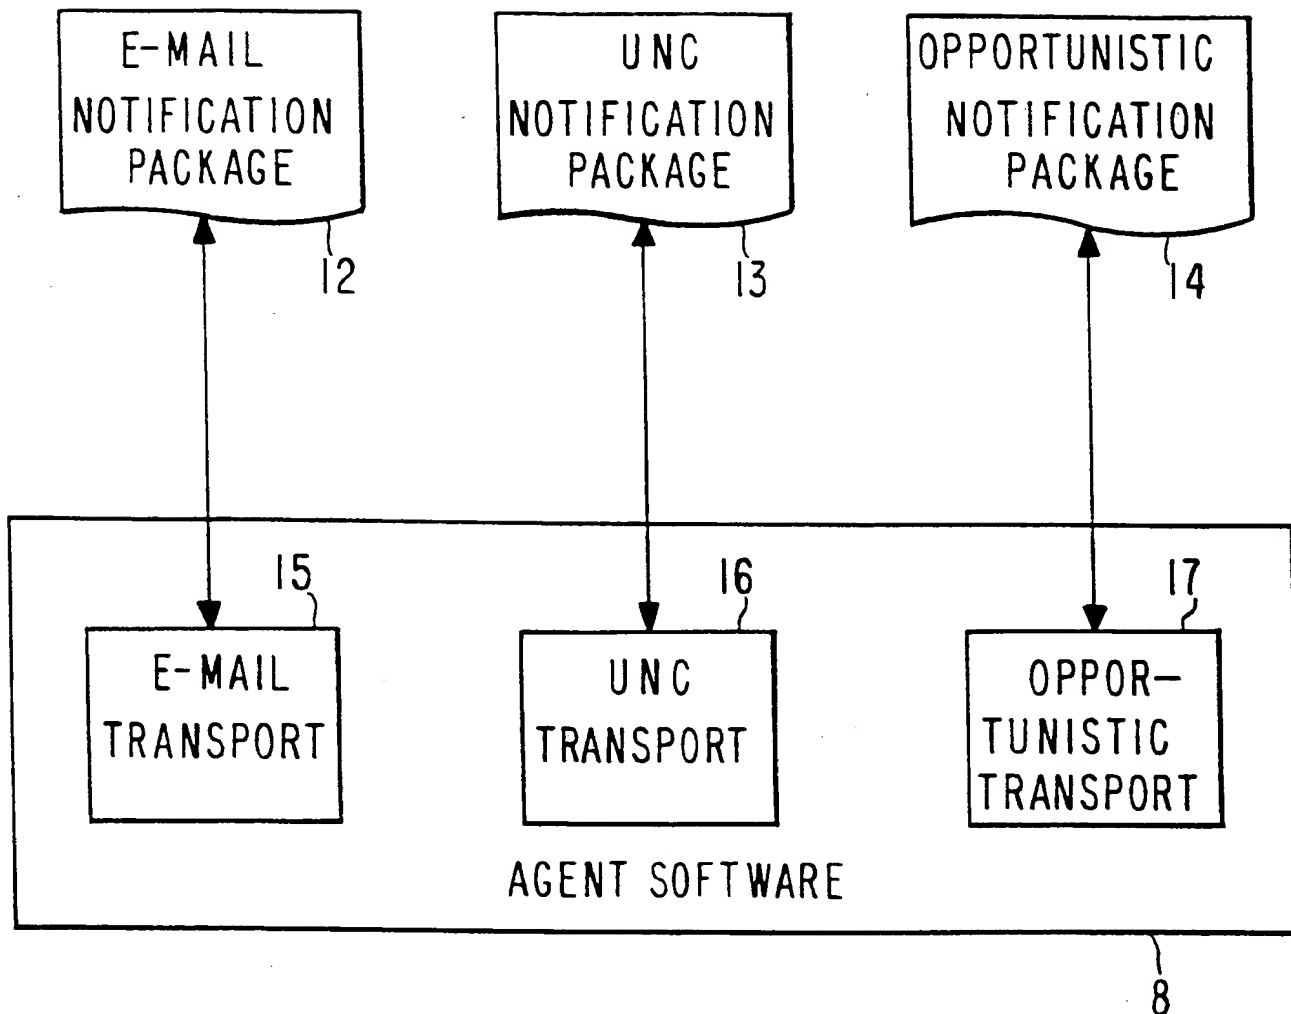 E-MAIL
NOTIFICATION
PACKAGE
12
UNC
NOTIFICATION
PACKAGE
13
OPPORTUNISTIC
NOTIFICATION
PACKAGE
14
15
E-MAIL
TRANSPORT
16
UNC
TRANSPORT
17
OPPOR-
TUNISTIC
TRANSPORT
AGENT SOFTWARE
8